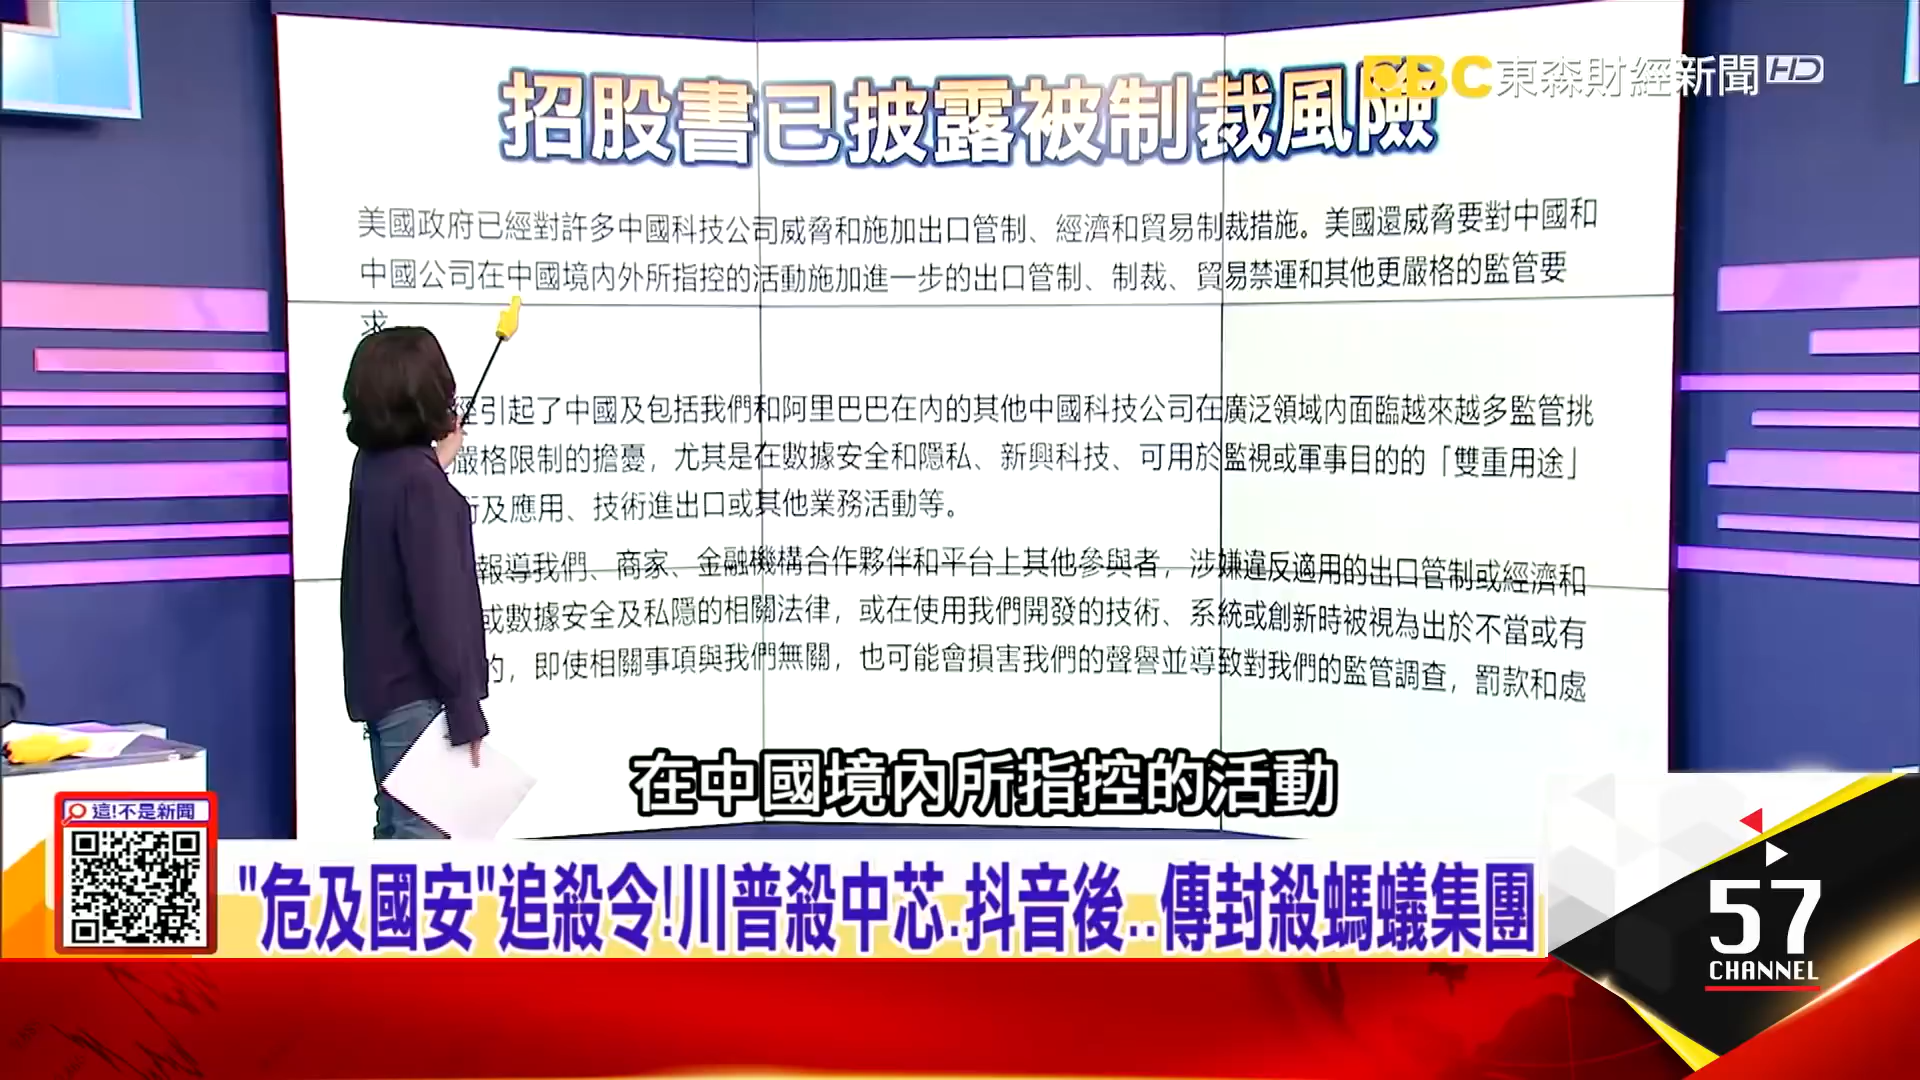 招股書已披露被制裁風險
EBC東森財經新聞HD
美國政府已經對許多中國科技公司威脅和施加出口管制、經濟和貿易制裁措施。美國還威脅要對中國和
中國公司在中國境內外所指控的活動施加進一步的出口管制、制裁、貿易禁運和其他更嚴格的監管要
求
經引起了中國及包括我們和阿里巴巴在內的其他中國科技公司在廣泛領域內面臨越來越多監管挑
嚴格限制的擔憂，尤其是在數據安全和隱私、新興科技、可用於監視或軍事目的的「雙重用途」
及應用、技術進出口或其他業務活動等。
報導我們、商家、金融機構合作夥伴和平台上其他參與者，涉嫌違反適用的出口管制或經濟和
或數據安全及私隱的相關法律，或在使用我們開發的技術、系統或創新時被視為出於不當或有
的，即使相關事項與我們無關，也可能會損害我們的聲譽並導致對我們的監管調查，罰款和處
在中國境內所指控的活動
這!不是新聞
"危及國安"追殺令!川普殺中芯.抖音後..傳封殺螞蟻集團
57
CHANNEL